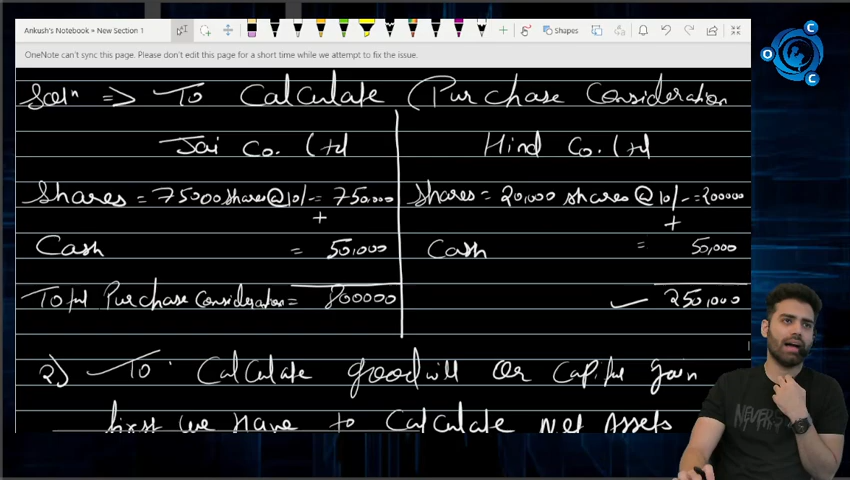 Ankush's Notebook > New Section 1
Shapes
OneNote can't sync this page. Please don't edit this page for a short time while we attempt to fix the issue.
Soln => To Calculate Purchase Consideration
Jai Co. Ltd
Hind Co. Ltd
Shares = 75000 shares @ 10/- = 750,000
Shares = 20,000 shares @ 10/- = 200000
+
+
Cash = 50,000
Cash = 50,000
Total Purchase Consideration = 800000
250,000
2) To Calculate goodwill or Capital gain
first we have to Calculate Net Assets
O C C
NEVER